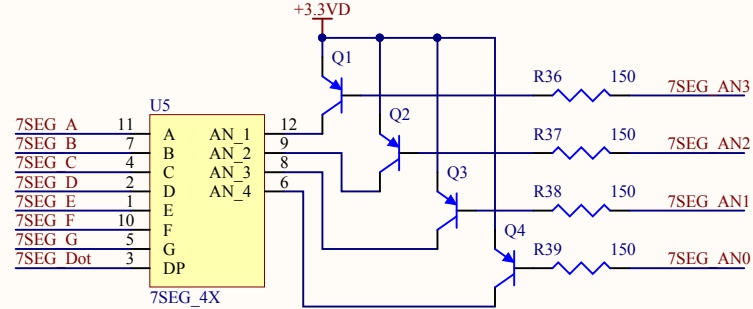 +3.3VD
Q1
R36 150 7SEG_AN3
U5
7SEG_A 11 A AN_1 12
Q2
R37 150 7SEG_AN2
7SEG_B 7 B AN_2 9
7SEG_C 4 C AN_3 8
7SEG_D 2 D AN_4 6
Q3
R38 150 7SEG_AN1
7SEG_E 1 E
7SEG_F 10 F
Q4
7SEG_G 5 G
R39 150 7SEG_AN0
7SEG_Dot 3 DP
7SEG_4X